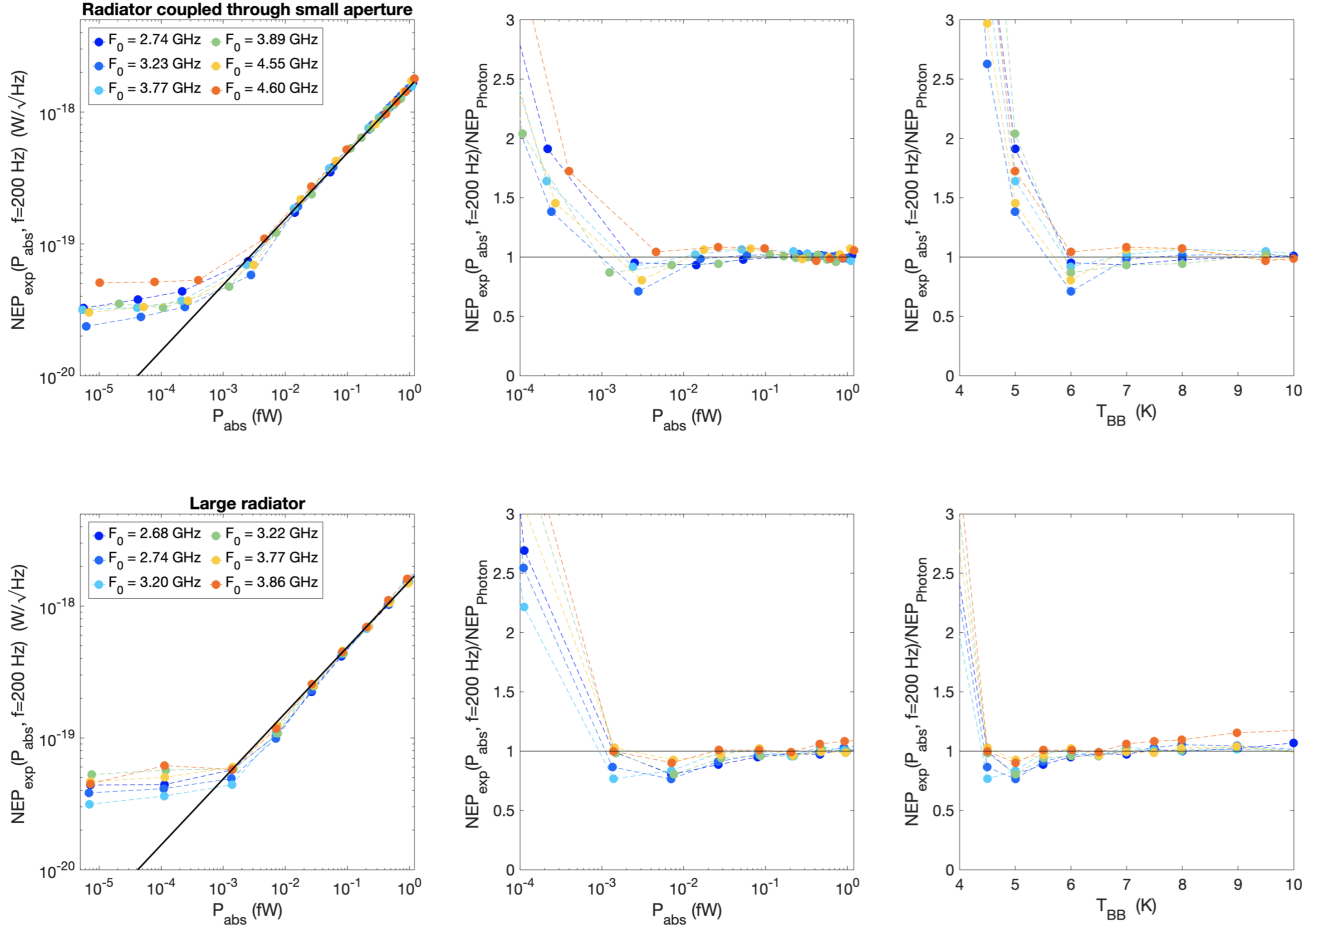 Radiator coupled through small aperture
F0 = 2.74 GHz
F0 = 3.23 GHz
F0 = 3.77 GHz
F0 = 3.89 GHz
F0 = 4.55 GHz
F0 = 4.60 GHz
NEPexp(Pabs, f=200 Hz) (W/√Hz)
10-18
10-19
10-20
10-5 10-4 10-3 10-2 10-1 100
Pabs (fW)
NEPexp(Pabs, f=200 Hz)/NEPPhoton
3
2.5
2
1.5
1
0.5
0
10-4 10-3 10-2 10-1 100
Pabs (fW)
NEPexp(Pabs, f=200 Hz)/NEPPhoton
3
2.5
2
1.5
1
0.5
0
4 5 6 7 8 9 10
TBB (K)
Large radiator
F0 = 2.68 GHz
F0 = 2.74 GHz
F0 = 3.20 GHz
F0 = 3.22 GHz
F0 = 3.77 GHz
F0 = 3.86 GHz
NEPexp(Pabs, f=200 Hz) (W/√Hz)
10-18
10-19
10-20
10-5 10-4 10-3 10-2 10-1 100
Pabs (fW)
NEPexp(Pabs, f=200 Hz)/NEPPhoton
3
2.5
2
1.5
1
0.5
0
10-4 10-3 10-2 10-1 100
Pabs (fW)
NEPexp(Pabs, f=200 Hz)/NEPPhoton
3
2.5
2
1.5
1
0.5
0
4 5 6 7 8 9 10
TBB (K)